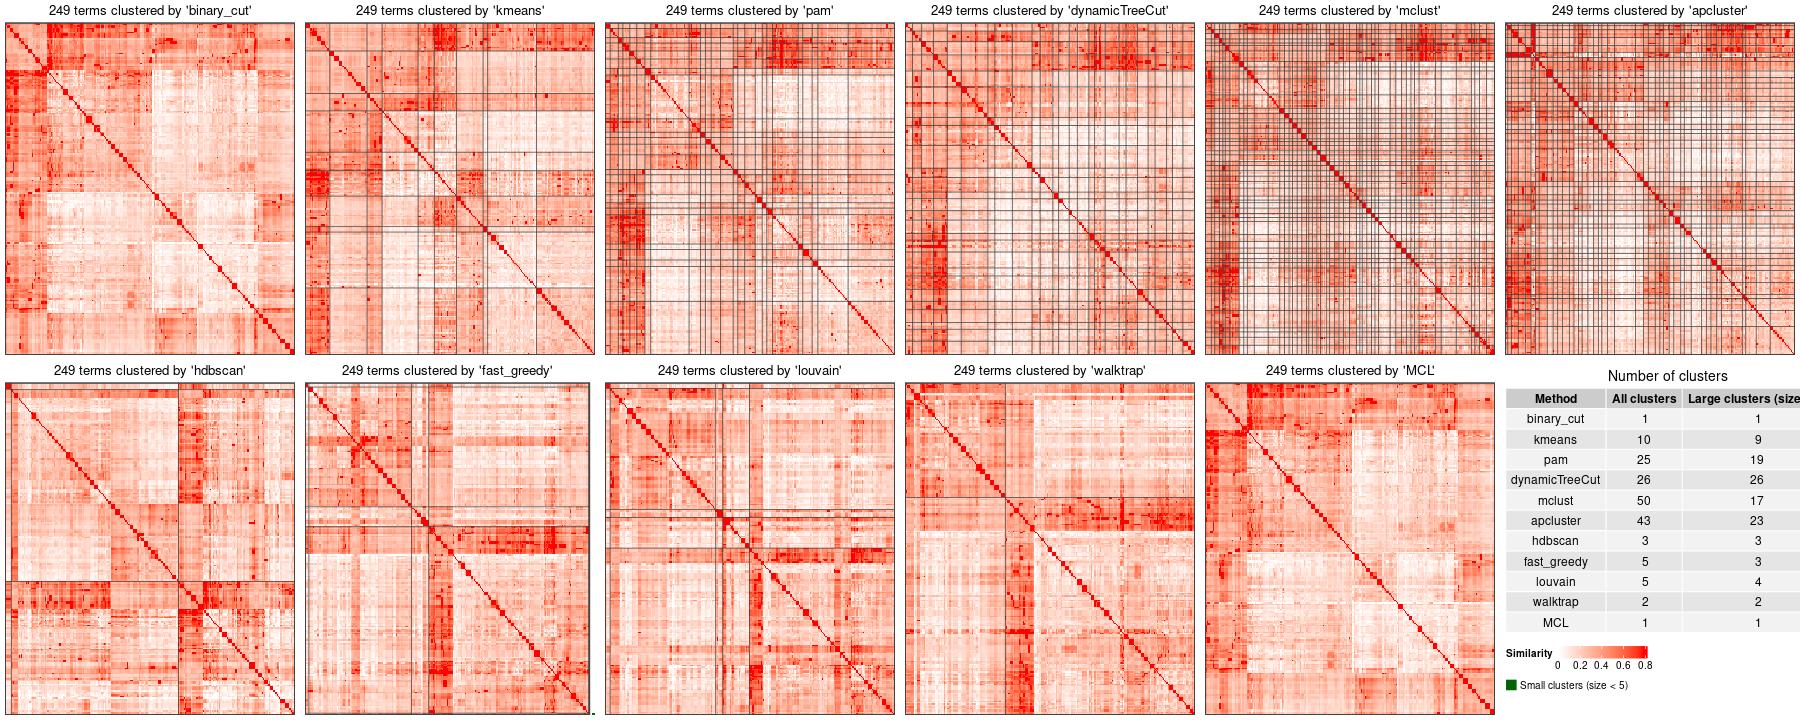 249 terms clustered by 'binary_cut'
249 terms clustered by 'kmeans'
249 terms clustered by 'pam'
249 terms clustered by 'dynamicTreeCut'
249 terms clustered by 'mclust'
249 terms clustered by 'apcluster'
249 terms clustered by 'hdbscan'
249 terms clustered by 'fast_greedy'
249 terms clustered by 'louvain'
249 terms clustered by 'walktrap'
249 terms clustered by 'MCL'
Number of clusters
Method All clusters Large clusters (size
binary_cut 1 1
kmeans 10 9
pam 25 19
dynamicTreeCut 26 26
mclust 50 17
apcluster 43 23
hdbscan 3 3
fast_greedy 5 3
louvain 5 4
walktrap 2 2
MCL 1 1
Similarity
0 0.2 0.4 0.6 0.8
Small clusters (size < 5)